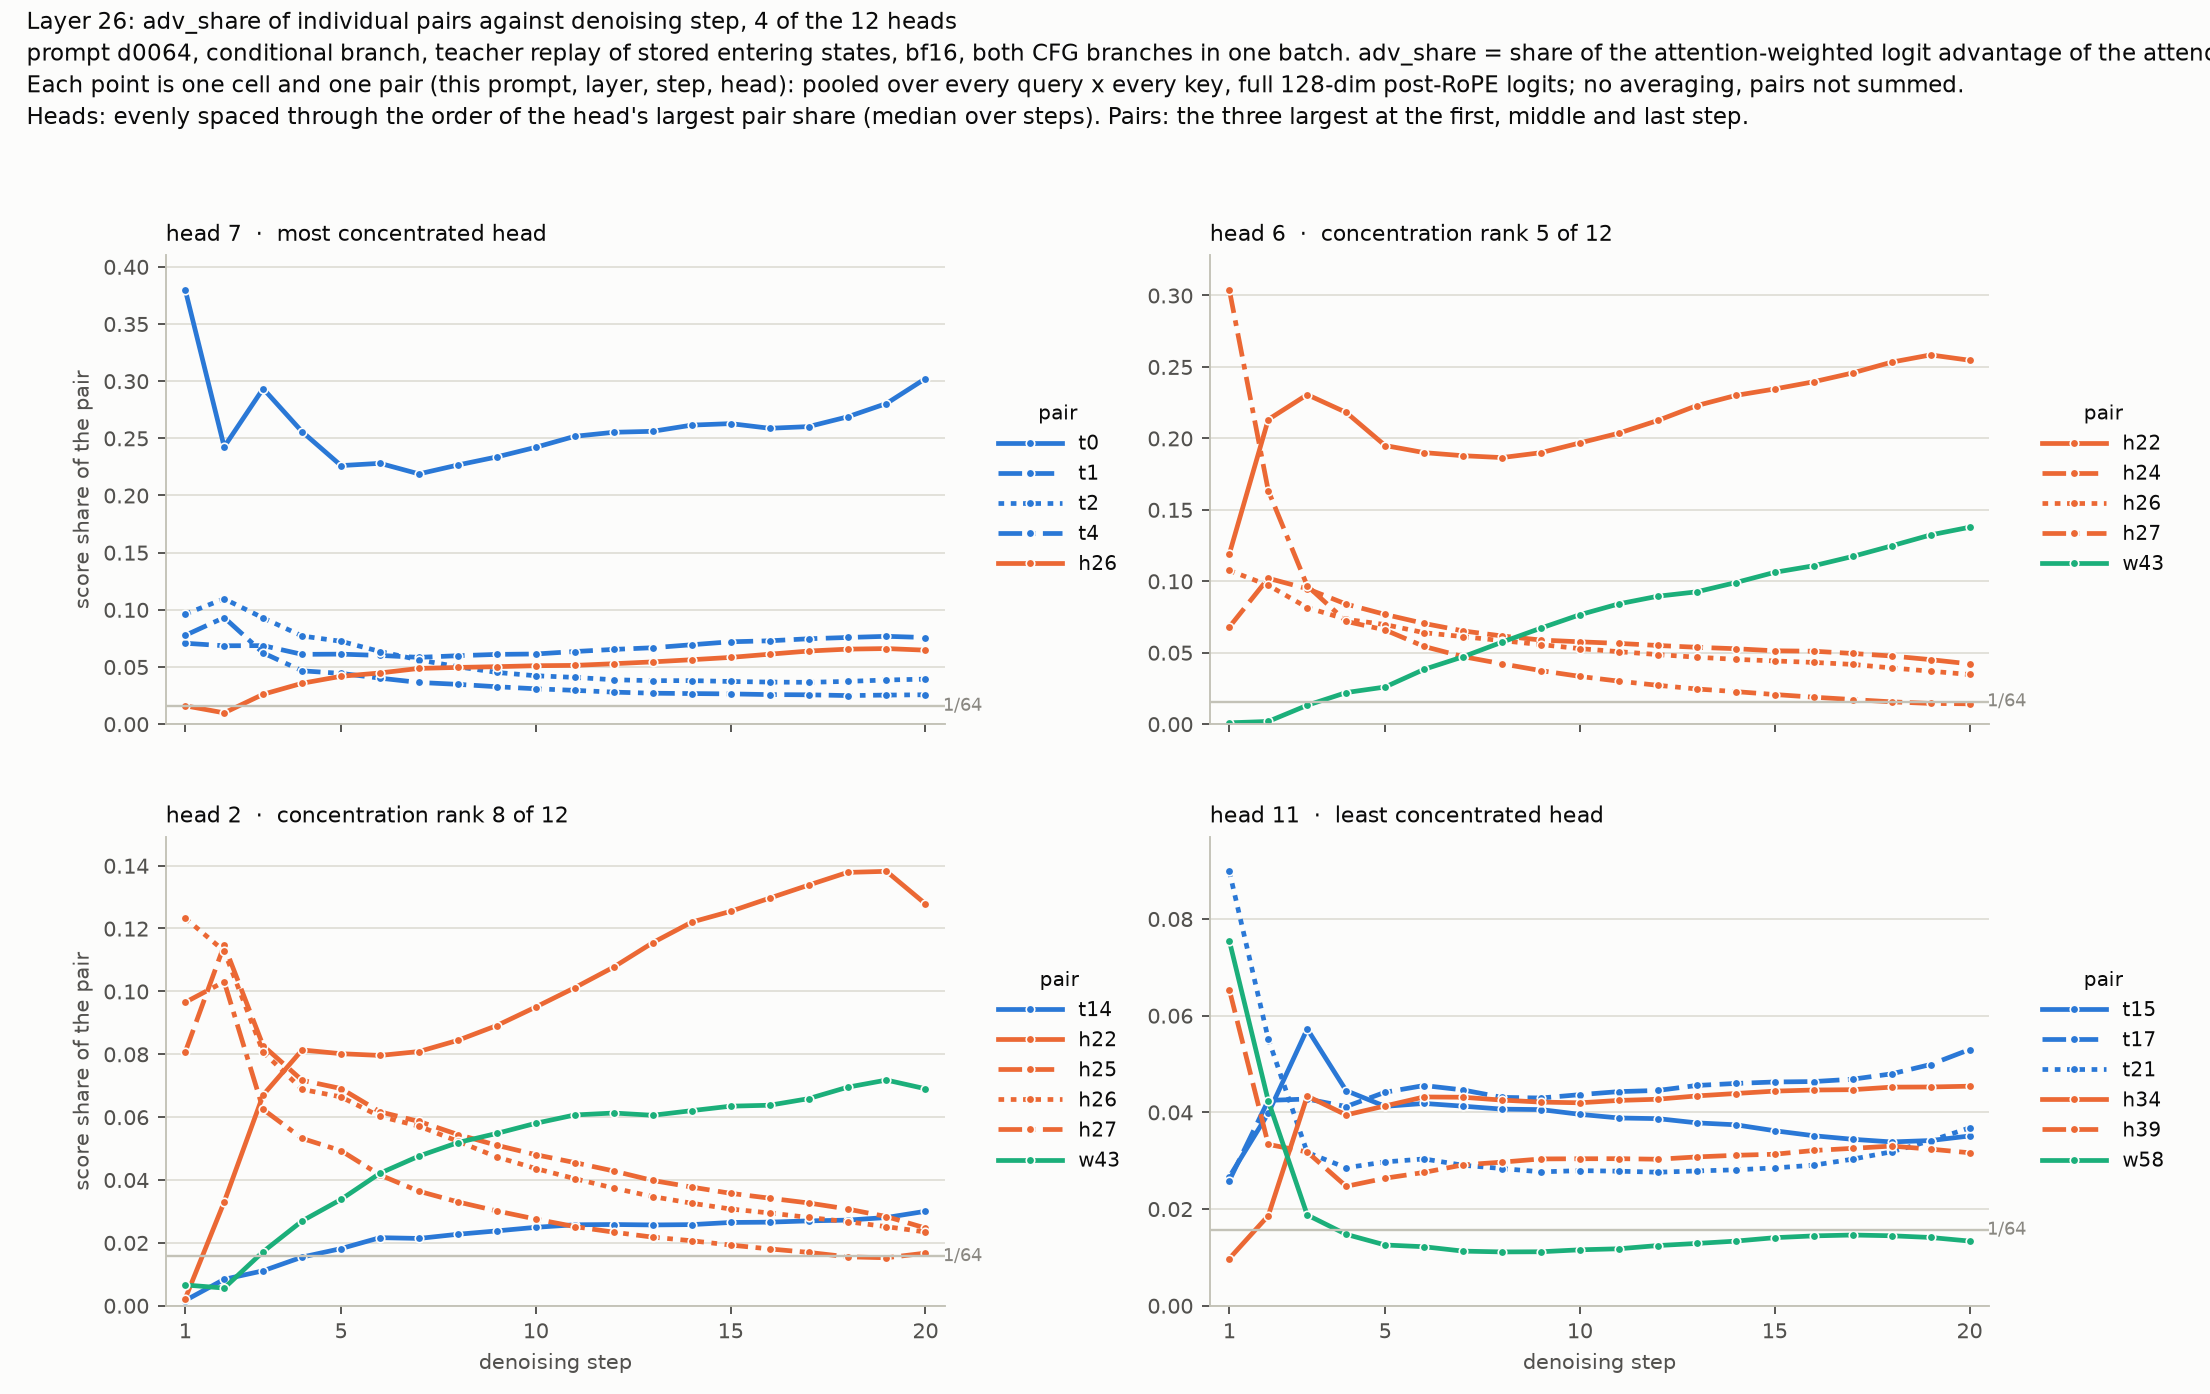 Layer 26: adv_share of individual pairs against denoising step, 4 of the 12 heads
prompt d0064, conditional branch, teacher replay of stored entering states, bf16, both CFG branches in one batch. adv_share = share of the attention-weighted logit advantage of the
Each point is one cell and one pair (this prompt, layer, step, head): pooled over every query x every key, full 128-dim post-RoPE logits; no averaging, pairs not summed.
Heads: evenly spaced through the order of the head's largest pair share (median over steps). Pairs: the three largest at the first, middle and last step.
head 7 · most concentrated head
score share of the pair
0.40
0.35
0.30
0.25
0.20
0.15
0.10
0.05
0.00
1/64
pair
t0
t1
t2
t4
h26
head 6 · concentration rank 5 of 12
0.30
0.25
0.20
0.15
0.10
0.05
0.00
1/64
pair
h22
h24
h26
h27
w43
head 2 · concentration rank 8 of 12
score share of the pair
0.14
0.12
0.10
0.08
0.06
0.04
0.02
0.00
1/64
1 5 10 15 20
denoising step
pair
t14
h22
h25
h26
h27
w43
head 11 · least concentrated head
0.08
0.06
0.04
0.02
0.00
1/64
1 5 10 15 20
denoising step
pair
t15
t17
t21
h34
h39
w58